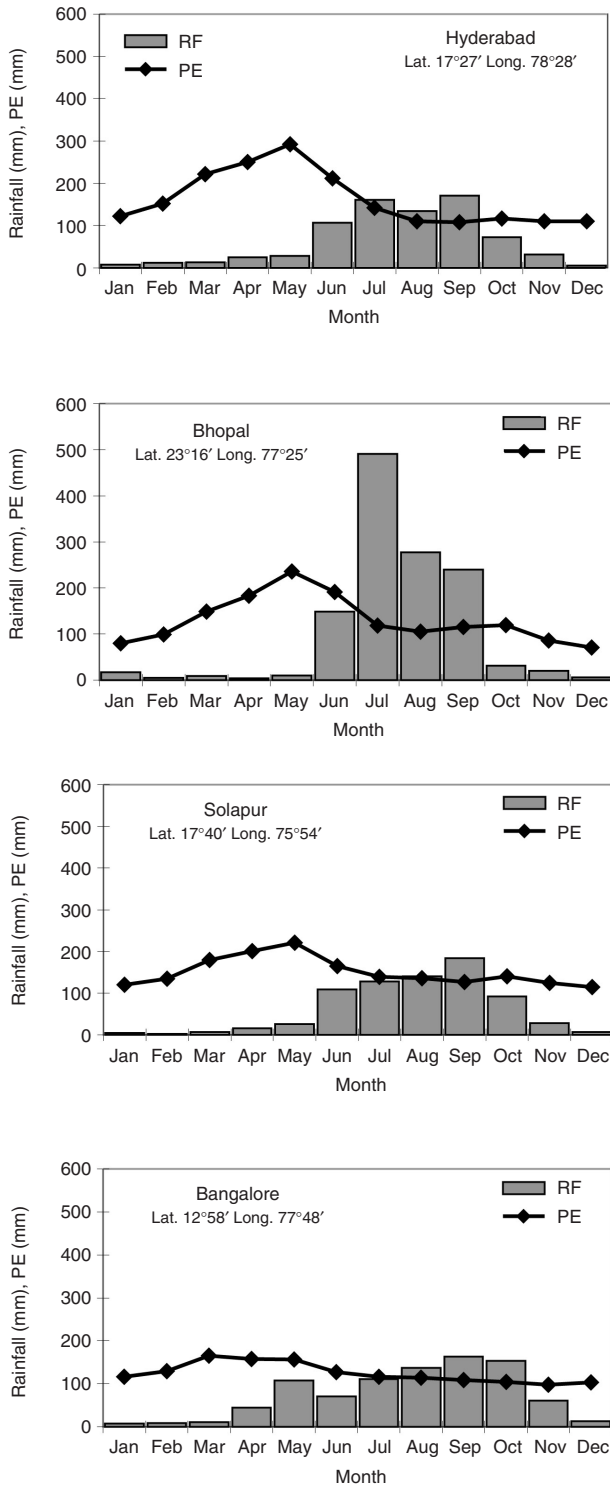 600
500
400
300
200
100
0
Rainfall (mm), PE (mm)
RF
PE
Hyderabad
Lat. 17°27′ Long. 78°28′
Jan Feb Mar Apr May Jun Jul Aug Sep Oct Nov Dec
Month
600
500
400
300
200
100
0
Rainfall (mm), PE (mm)
Bhopal
Lat. 23°16′ Long. 77°25′
RF
PE
Jan Feb Mar Apr May Jun Jul Aug Sep Oct Nov Dec
Month
600
500
400
300
200
100
0
Rainfall (mm), PE (mm)
Solapur
Lat. 17°40′ Long. 75°54′
RF
PE
Jan Feb Mar Apr May Jun Jul Aug Sep Oct Nov Dec
Month
600
500
400
300
200
100
0
Rainfall (mm), PE (mm)
Bangalore
Lat. 12°58′ Long. 77°48′
RF
PE
Jan Feb Mar Apr May Jun Jul Aug Sep Oct Nov Dec
Month